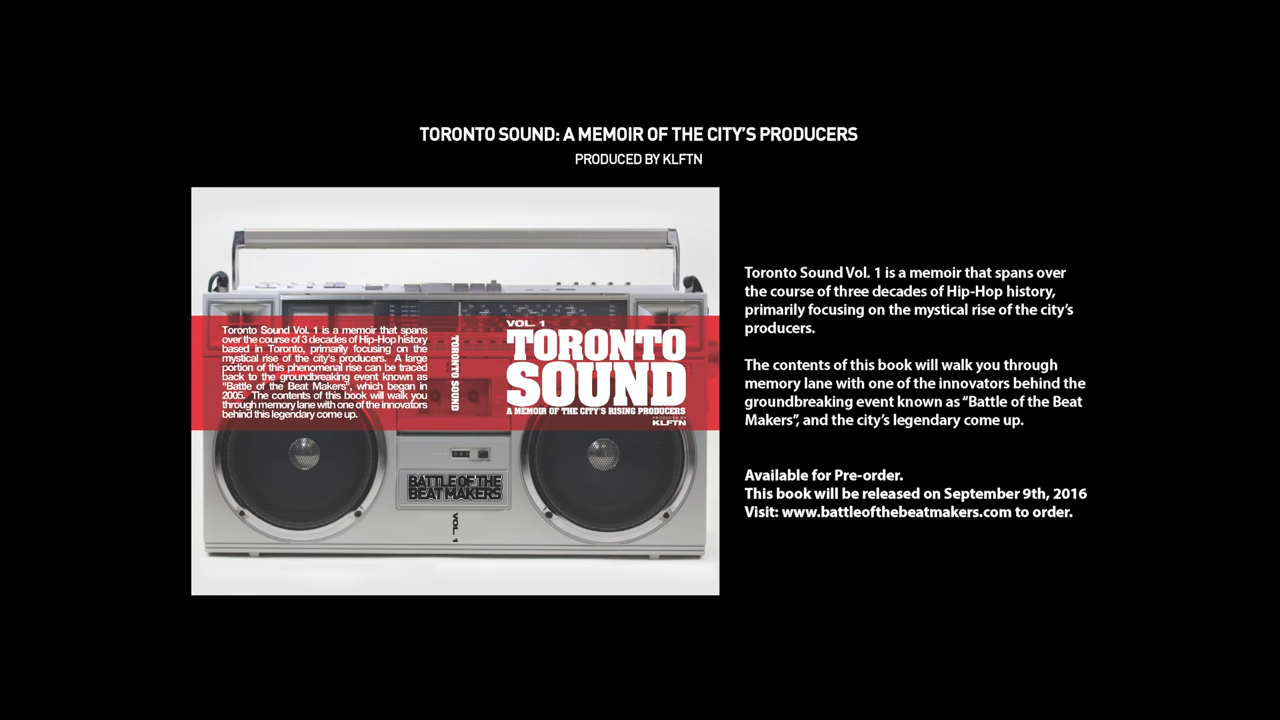 TORONTO SOUND: A MEMOIR OF THE CITY'S PRODUCERS
PRODUCED BY KLFTN
Toronto Sound Vol. 1 is a memoir that spans
over the course of 3 decades of Hip-Hop history
based in Toronto, primarily focusing on the
mystical rise of the city's producers. A large
portion of this phenomenal rise can be traced
back to the groundbreaking event known as
"Battle of the Beat Makers", which began in
2005. The contents of this book will walk you
through memory lane with one of the innovators
behind this legendary come up.
TORONTO SOUND
VOL. 1
VOL. 1
TORONTO
SOUND
A MEMOIR OF THE CITY'S RISING PRODUCERS
PRODUCED BY
KLFTN
BATTLE OF THE
BEAT MAKERS
Toronto Sound Vol. 1 is a memoir that spans over
the course of three decades of Hip-Hop history,
primarily focusing on the mystical rise of the city's
producers.
The contents of this book will walk you through
memory lane with one of the innovators behind the
groundbreaking event known as “Battle of the Beat
Makers”, and the city's legendary come up.
Available for Pre-order.
This book will be released on September 9th, 2016
Visit: www.battleofthebeatmakers.com to order.